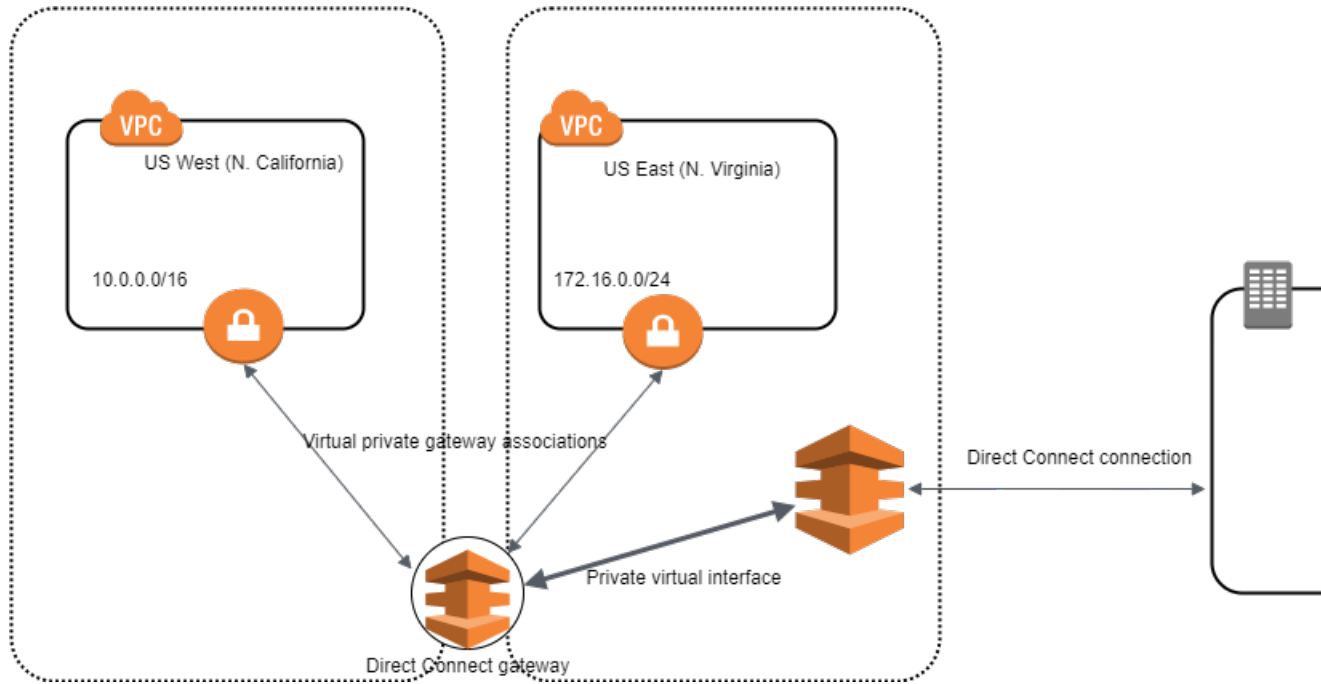 VPC
VPC
US West (N. California)
US East (N. Virginia)
10.0.0.0/16
172.16.0.0/24
Virtual private gateway associations
Direct Connect connection
Private virtual interface
Direct Connect gateway